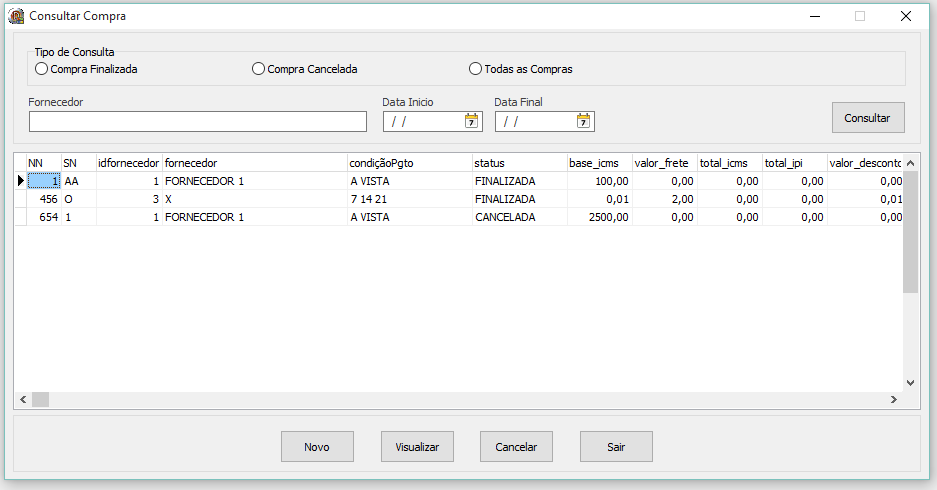 Consultar Compra
Tipo de Consulta
Compra Finalizada Compra Cancelada Todas as Compras
Fornecedor Data Inicio Data Final
/ / 7 / / 7 Consultar
NN SN idfornecedor fornecedor condiçãoPgto status base_icms valor_frete total_icms total_ipi valor_desconto
1 AA 1 FORNECEDOR 1 A VISTA FINALIZADA 100,00 0,00 0,00 0,00 0,00
456 O 3 X 7 14 21 FINALIZADA 0,01 2,00 0,00 0,00 0,01
654 1 1 FORNECEDOR 1 A VISTA CANCELADA 2500,00 0,00 0,00 0,00 0,00
Novo Visualizar Cancelar Sair